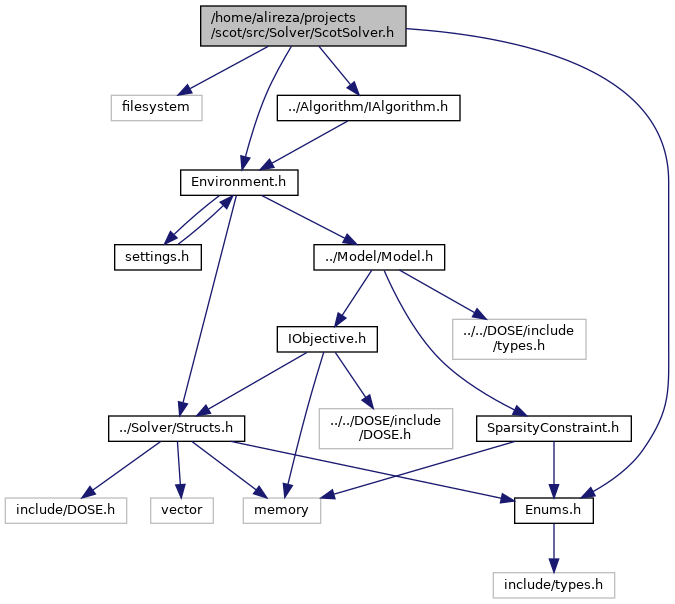 /home/alireza/projects
/scot/src/Solver/ScotSolver.h
filesystem
../Algorithm/IAlgorithm.h
Environment.h
settings.h
../Model/Model.h
IObjective.h
../../DOSE/include
/types.h
../Solver/Structs.h
../../DOSE/include
/DOSE.h
SparsityConstraint.h
include/DOSE.h
vector
memory
Enums.h
include/types.h